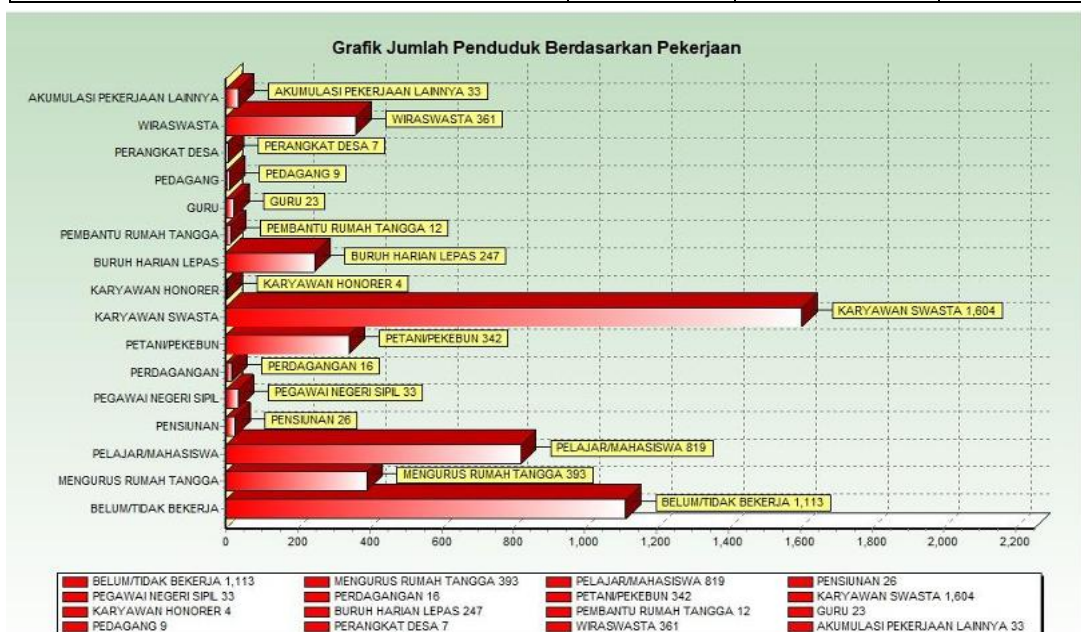 Grafik Jumlah Penduduk Berdasarkan Pekerjaan
AKUMULASI PEKERJAAN LAINNYA
AKUMULASI PEKERJAAN LAINNYA 33
WIRASWASTA
WIRASWASTA 361
PERANGKAT DESA
PERANGKAT DESA 7
PEDAGANG
PEDAGANG 9
GURU
GURU 23
PEMBANTU RUMAH TANGGA
PEMBANTU RUMAH TANGGA 12
BURUH HARIAN LEPAS
BURUH HARIAN LEPAS 247
KARYAWAN HONORER
KARYAWAN HONORER 4
KARYAWAN SWASTA
KARYAWAN SWASTA 1,604
PETANI/PEKEBUN
PETANI/PEKEBUN 342
PERDAGANGAN
PERDAGANGAN 16
PEGAWAI NEGERI SIPIL
PEGAWAI NEGERI SIPIL 33
PENSIUNAN
PENSIUNAN 26
PELAJAR/MAHASISWA
PELAJAR/MAHASISWA 819
MENGURUS RUMAH TANGGA
MENGURUS RUMAH TANGGA 393
BELUM/TIDAK BEKERJA
BELUM/TIDAK BEKERJA 1,113
0 200 400 600 800 1,000 1,200 1,400 1,600 1,800 2,000 2,200
BELUM/TIDAK BEKERJA 1,113 MENGURUS RUMAH TANGGA 393 PELAJAR/MAHASISWA 819 PENSIUNAN 26
PEGAWAI NEGERI SIPIL 33 PERDAGANGAN 16 PETANI/PEKEBUN 342 KARYAWAN SWASTA 1,604
KARYAWAN HONORER 4 BURUH HARIAN LEPAS 247 PEMBANTU RUMAH TANGGA 12 GURU 23
PEDAGANG 9 PERANGKAT DESA 7 WIRASWASTA 361 AKUMULASI PEKERJAAN LAINNYA 33